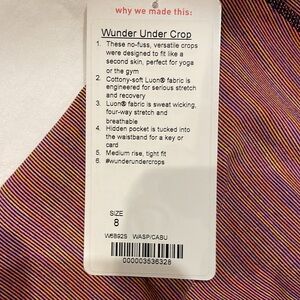 why we made this:
Wunder Under Crop
1. These no-fuss, versatile crops
were designed to fit like a
second skin, perfect for yoga
or the gym
2. Cottony-soft Luon® fabric is
engineered for serious stretch
and recovery
3. Luon® fabric is sweat wicking,
four-way stretch and
breathable
4. Hidden pocket is tucked into
the waistband for a key or
card
5. Medium rise, tight fit
6. #wunderundercrops
SIZE
8
W6892S WASP/CABU
000003536328